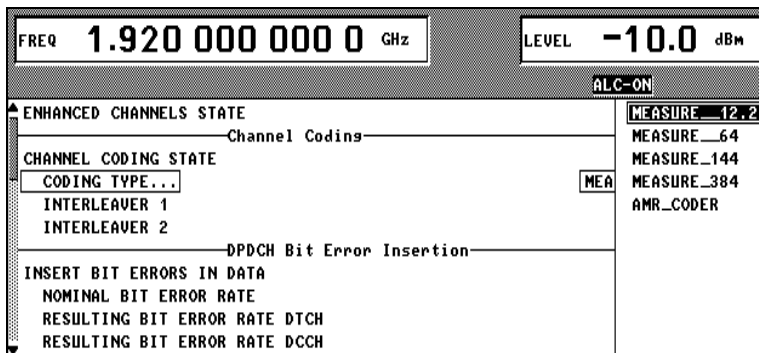 FREQ 1.920 000 000 0 GHz LEVEL -10.0 dBm
ALC-ON
ENHANCED CHANNELS STATE
Channel Coding
CHANNEL CODING STATE
CODING TYPE... MEA
INTERLEAVER 1
INTERLEAVER 2
DPDCH Bit Error Insertion
INSERT BIT ERRORS IN DATA
NOMINAL BIT ERROR RATE
RESULTING BIT ERROR RATE DTCH
RESULTING BIT ERROR RATE DCCH
MEASURE__12.2
MEASURE__64
MEASURE_144
MEASURE_384
AMR_CODER